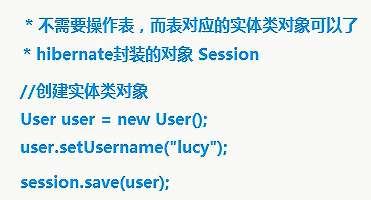 * 不需要操作表，而表对应的实体类对象可以了
* hibernate封装的对象 Session
//创建实体类对象
User user = new User();
user.setUsername("lucy");
session.save(user);